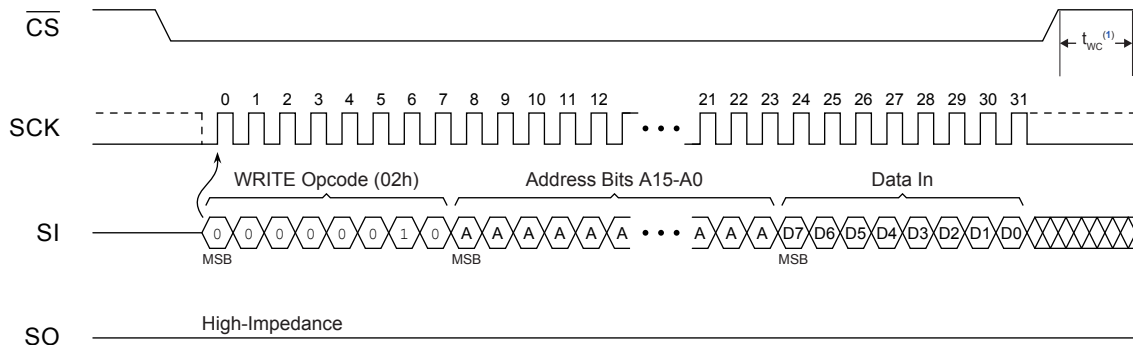 CS
t_WC (1)
0 1 2 3 4 5 6 7 8 9 10 11 12 21 22 23 24 25 26 27 28 29 30 31
SCK
WRITE Opcode (02h) Address Bits A15-A0 Data In
SI 0 0 0 0 0 0 1 0 A A A A A A • • • A A A D7 D6 D5 D4 D3 D2 D1 D0
MSB MSB MSB
High-Impedance
SO